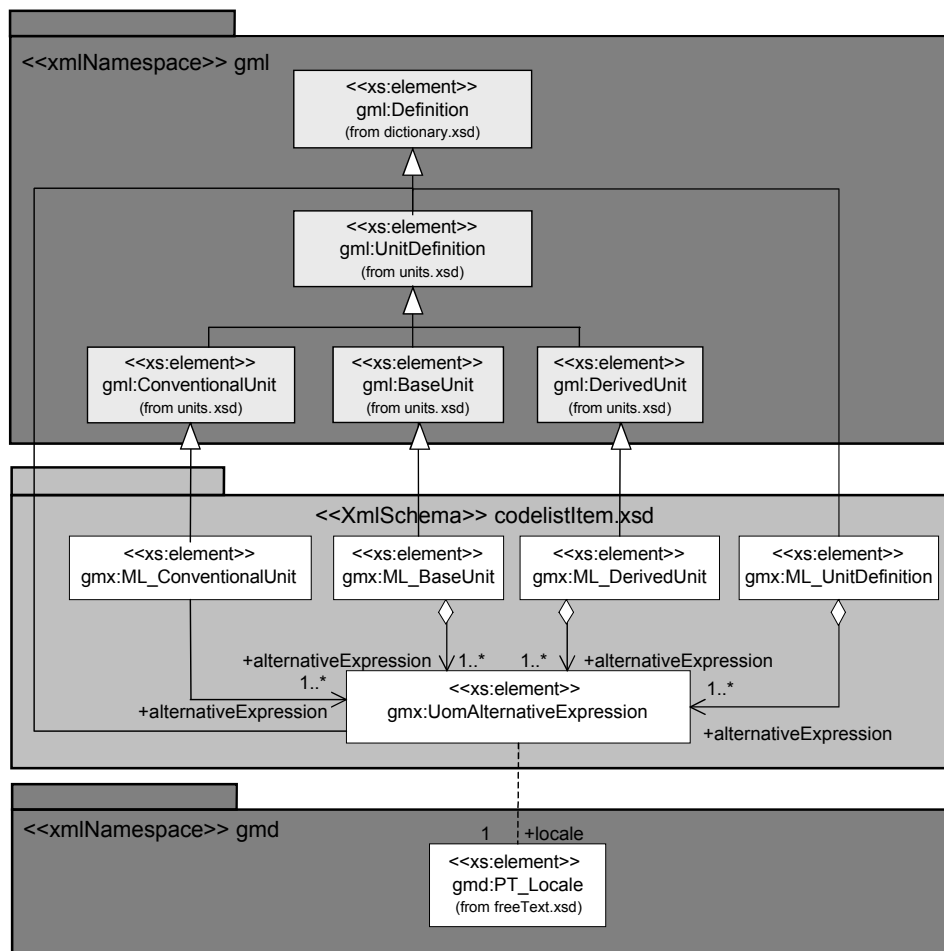 <<xmlNamespace>> gml
<<xs:element>>
gml:Definition
(from dictionary.xsd)
<<xs:element>>
gml:UnitDefinition
(from units.xsd)
<<xs:element>>
gml:ConventionalUnit
(from units.xsd)
<<xs:element>>
gml:BaseUnit
(from units.xsd)
<<xs:element>>
gml:DerivedUnit
(from units.xsd)
<<XmlSchema>> codelistItem.xsd
<<xs:element>>
gmx:ML_ConventionalUnit
<<xs:element>>
gmx:ML_BaseUnit
<<xs:element>>
gmx:ML_DerivedUnit
<<xs:element>>
gmx:ML_UnitDefinition
+alternativeExpression
1..*
1..*
+alternativeExpression
1..*
+alternativeExpression
<<xs:element>>
gmx:UomAlternativeExpression
1..*
+alternativeExpression
<<xmlNamespace>> gmd
1
+locale
<<xs:element>>
gmd:PT_Locale
(from freeText.xsd)